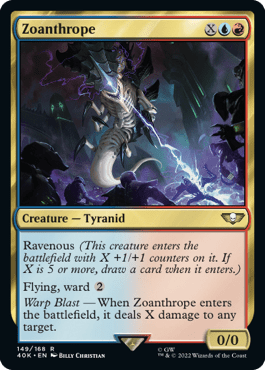 Zoanthrope X
Creature — Tyranid
Ravenous (This creature enters the
battlefield with X +1/+1 counters on it. If
X is 5 or more, draw a card when it enters.)
Flying, ward 2
Warp Blast — When Zoanthrope enters
the battlefield, it deals X damage to any
target.
0/0
149/168 R
40K • EN Billy Christian
© GW
™ & © 2022 Wizards of the Coast